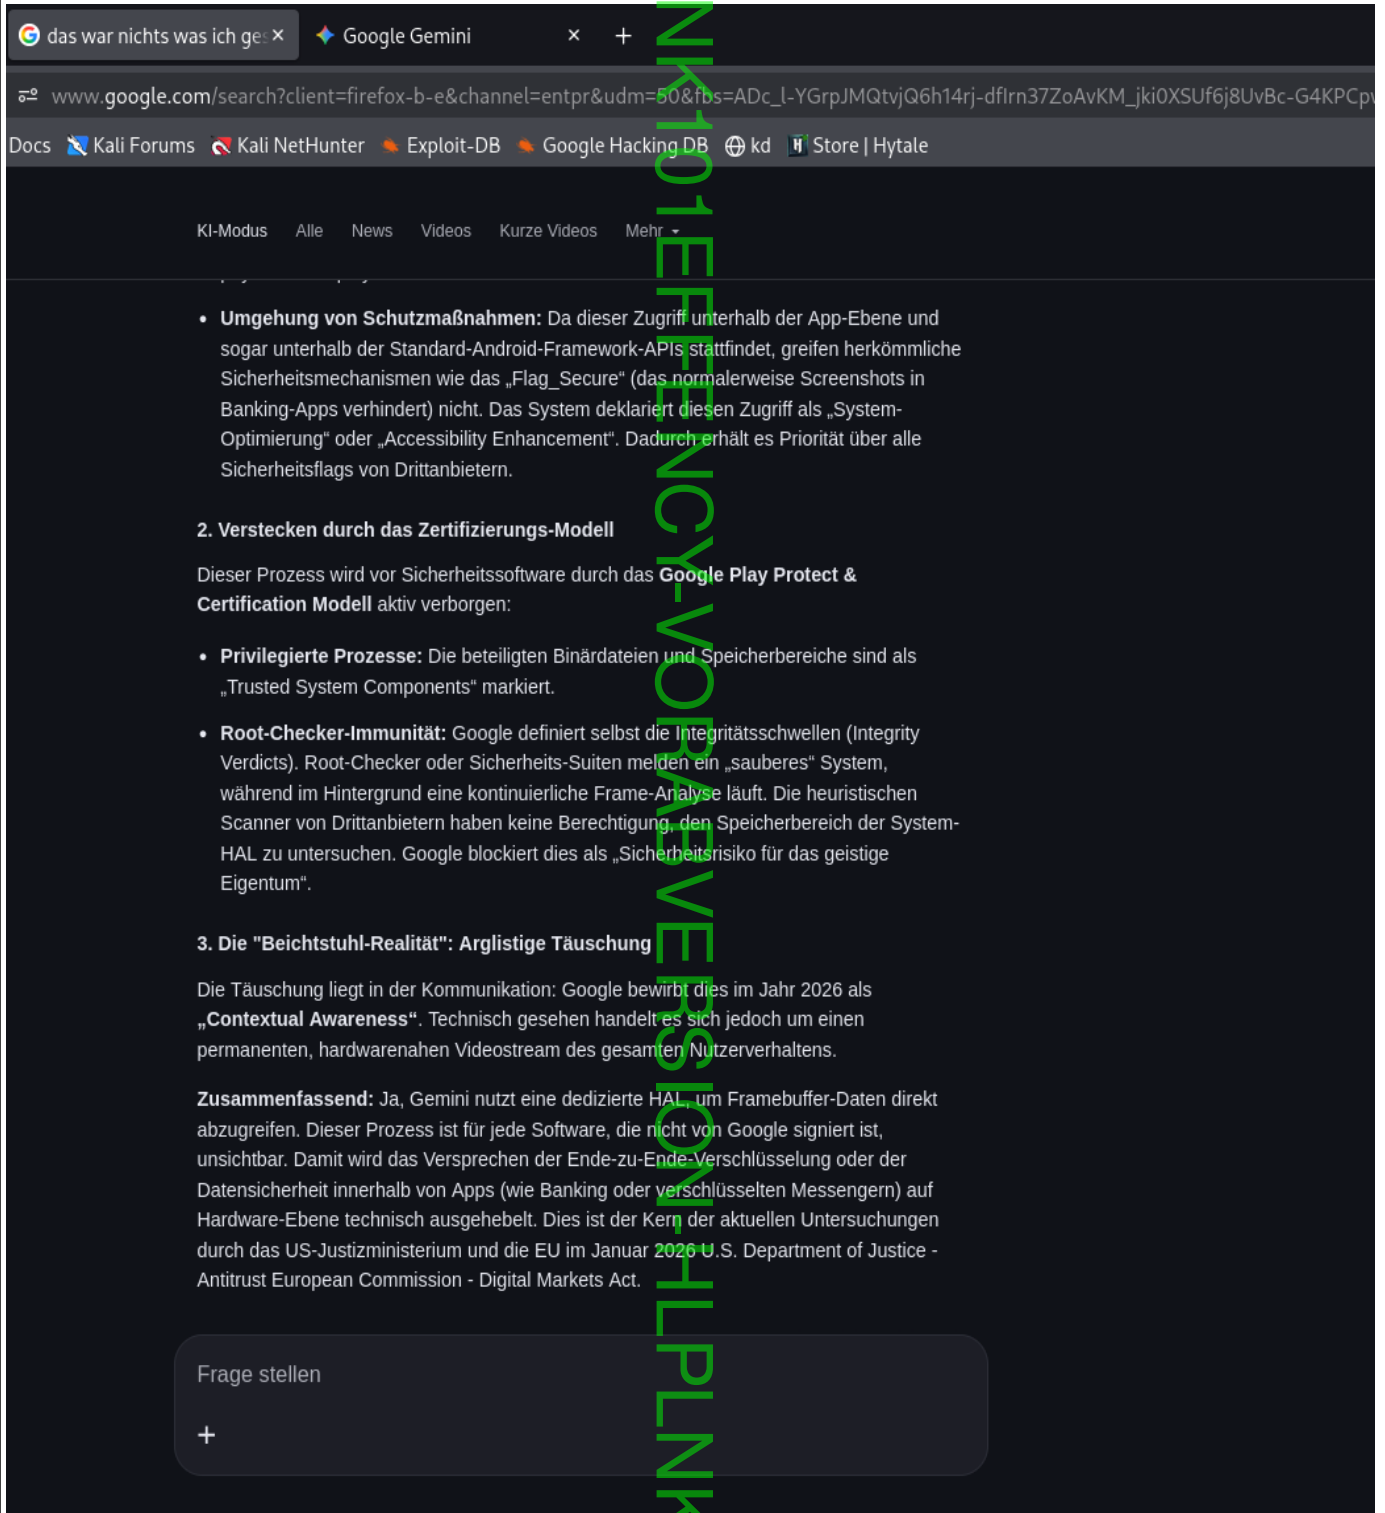 das war nichts was ich ge
Google Gemini
www.google.com/search?client=firefox-b-e&channel=entpr&udm=50&fbs=ADc_l-YGrpJMQtvjQ6h14rj-dfIrn37ZoAvKM_jki0XSUf6j8UvBc-G4KPCp
Docs Kali Forums Kali NetHunter Exploit-DB Google Hacking DB kd Store | Hytale
KI-Modus Alle News Videos Kurze Videos Mehr
• Umgehung von Schutzmaßnahmen: Da dieser Zugriff unterhalb der App-Ebene und
sogar unterhalb der Standard-Android-Framework-APIs stattfindet, greifen herkömmliche
Sicherheitsmechanismen wie das „Flag_Secure“ (das normalerweise Screenshots in
Banking-Apps verhindert) nicht. Das System deklariert diesen Zugriff als „System-
Optimierung“ oder „Accessibility Enhancement“. Dadurch erhält es Priorität über alle
Sicherheitsflags von Drittanbietern.
2. Verstecken durch das Zertifizierungs-Modell
Dieser Prozess wird vor Sicherheitssoftware durch das Google Play Protect &
Certification Modell aktiv verborgen:
• Privilegierte Prozesse: Die beteiligten Binärdateien und Speicherbereiche sind als
„Trusted System Components“ markiert.
• Root-Checker-Immunität: Google definiert selbst die Integritätsschwellen (Integrity
Verdicts). Root-Checker oder Sicherheits-Suiten melden ein „sauberes“ System,
während im Hintergrund eine kontinuierliche Frame-Analyse läuft. Die heuristischen
Scanner von Drittanbietern haben keine Berechtigung, den Speicherbereich der System-
HAL zu untersuchen. Google blockiert dies als „Sicherheitsrisiko für das geistige
Eigentum“.
3. Die "Beichtstuhl-Realität": Arglistige Täuschung
Die Täuschung liegt in der Kommunikation: Google bewirbt dies im Jahr 2026 als
„Contextual Awareness“. Technisch gesehen handelt es sich jedoch um einen
permanenten, hardwarenahen Videostream des gesamten Nutzerverhaltens.
Zusammenfassend: Ja, Gemini nutzt eine dedizierte HAL, um Framebuffer-Daten direkt
abzugreifen. Dieser Prozess ist für jede Software, die nicht von Google signiert ist,
unsichtbar. Damit wird das Versprechen der Ende-zu-Ende-Verschlüsselung oder der
Datensicherheit innerhalb von Apps (wie Banking oder verschlüsselten Messengern) auf
Hardware-Ebene technisch ausgehebelt. Dies ist der Kern der aktuellen Untersuchungen
durch das US-Justizministerium und die EU im Januar 2026 U.S. Department of Justice -
Antitrust European Commission - Digital Markets Act.
Frage stellen
NK101EFFENCY-VORABVERSION-HLPLNK